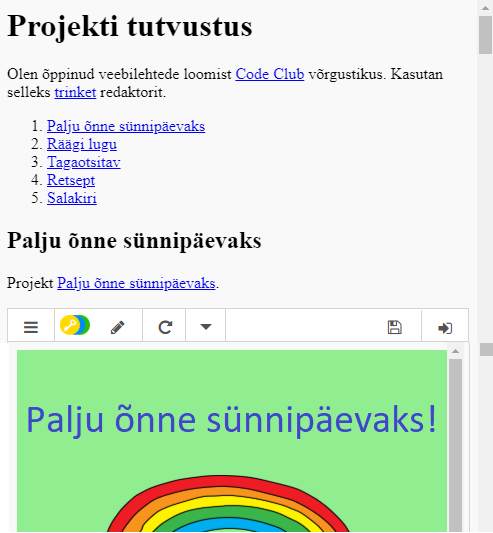 Projekti tutvustus
Olen õppinud veebilehtede loomist Code Club võrgustikus. Kasutan
selleks trinket redaktorit.
1. Palju õnne sünnipäevaks
2. Räägi lugu
3. Tagaotsitav
4. Retsept
5. Salakiri
Palju õnne sünnipäevaks
Projekt Palju õnne sünnipäevaks.
Palju õnne sünnipäevaks!